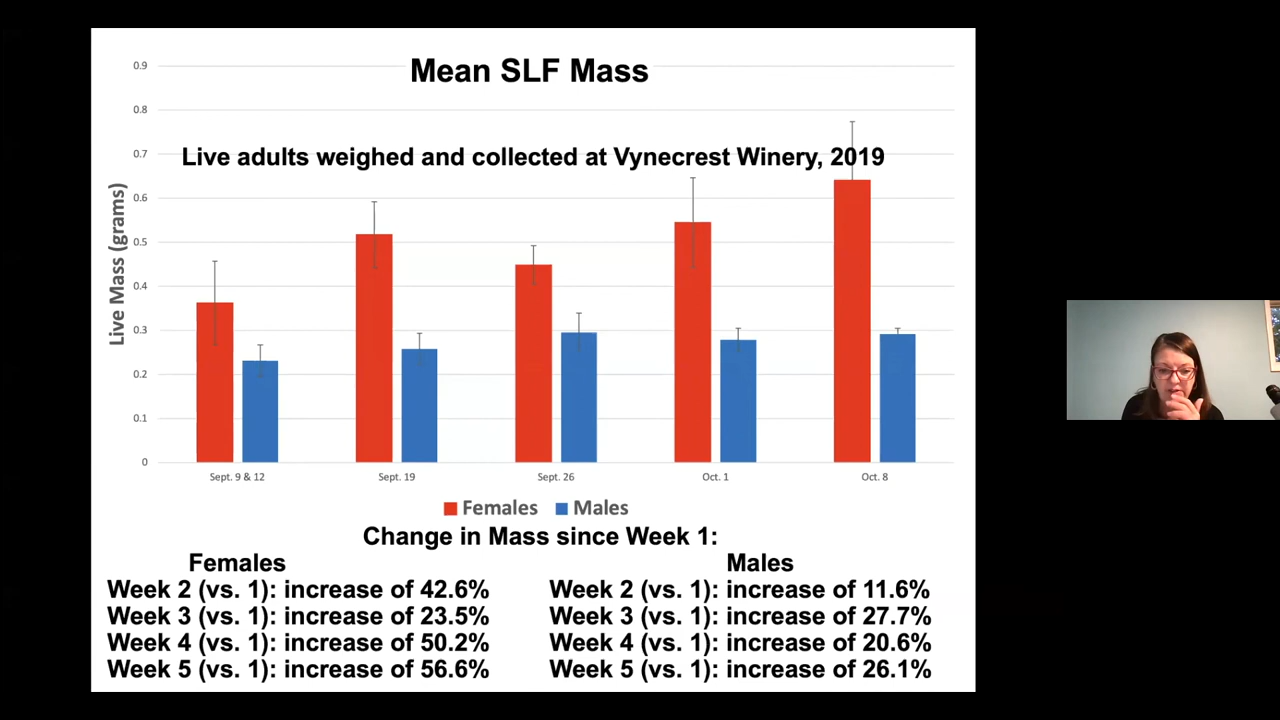 Mean SLF Mass
Live adults weighed and collected at Vynecrest Winery, 2019
Live Mass (grams)
0.9
0.8
0.7
0.6
0.5
0.4
0.3
0.2
0.1
0
Sept. 9 & 12 Sept. 19 Sept. 26 Oct. 1 Oct. 8
Females Males
Change in Mass since Week 1:
Females
Week 2 (vs. 1): increase of 42.6%
Week 3 (vs. 1): increase of 23.5%
Week 4 (vs. 1): increase of 50.2%
Week 5 (vs. 1): increase of 56.6%
Males
Week 2 (vs. 1): increase of 11.6%
Week 3 (vs. 1): increase of 27.7%
Week 4 (vs. 1): increase of 20.6%
Week 5 (vs. 1): increase of 26.1%